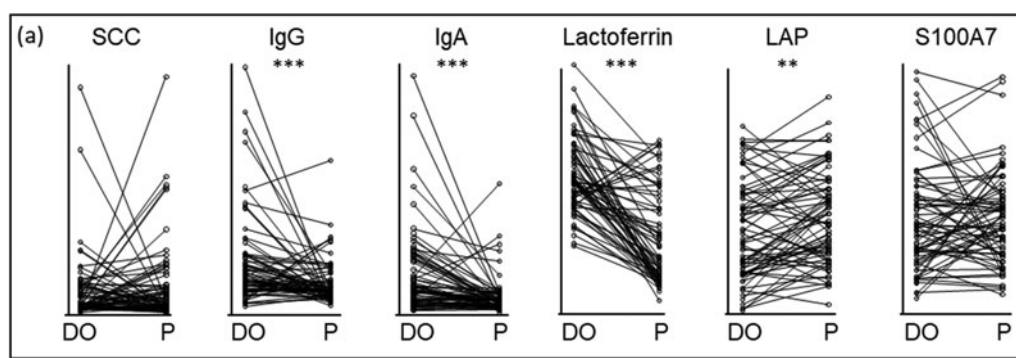 (a) SCC IgG IgA Lactoferrin LAP S100A7
*** *** *** **
DO P DO P DO P DO P DO P DO P